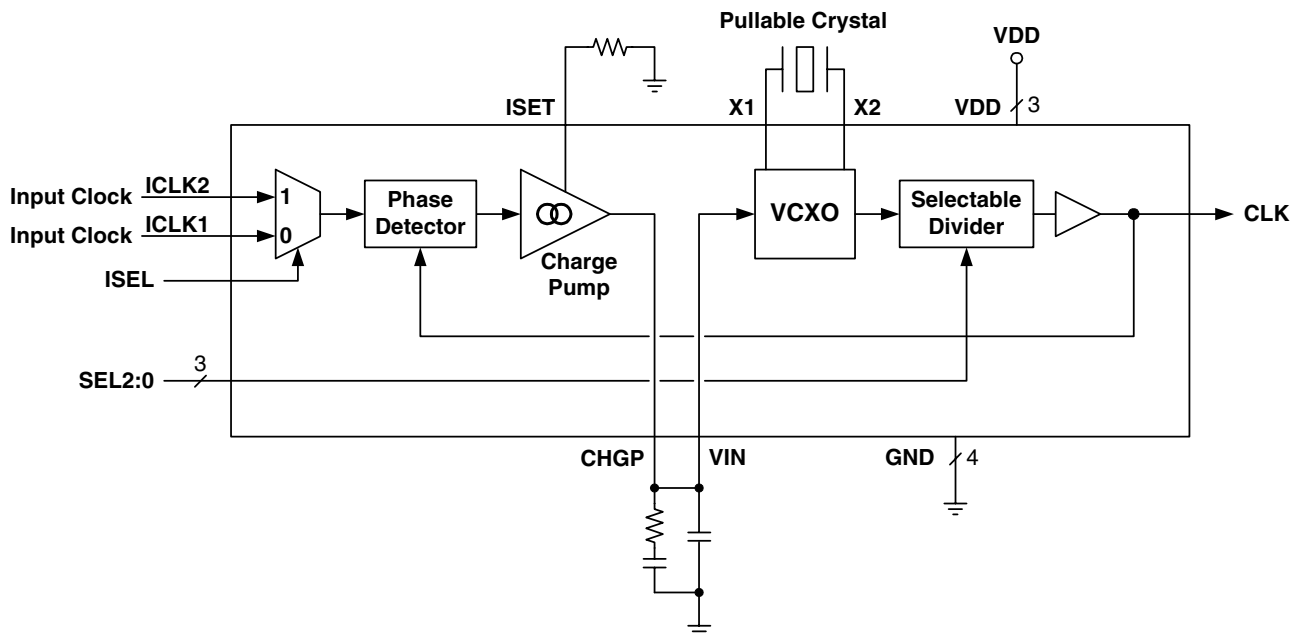 Pullable Crystal
VDD
ISET
X1
X2
VDD
3
Input Clock
ICLK2
1
Input Clock
ICLK1
0
ISEL
Phase
Detector
Charge
Pump
VCXO
Selectable
Divider
CLK
SEL2:0
3
CHGP
VIN
GND
4